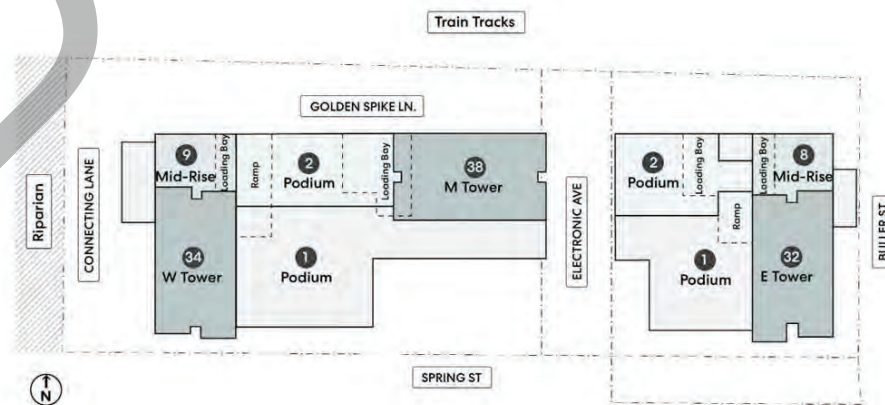 Train Tracks
GOLDEN SPIKE LN.
Riparian
CONNECTING LANE
9
Mid-Rise
Loading Bay
Ramp
2
Podium
Loading Bay
38
M Tower
34
W Tower
1
Podium
ELECTRONIC AVE
2
Podium
Loading Bay
Loading Bay
8
Mid-Rise
Ramp
1
Podium
32
E Tower
BULLER ST.
SPRING ST
N